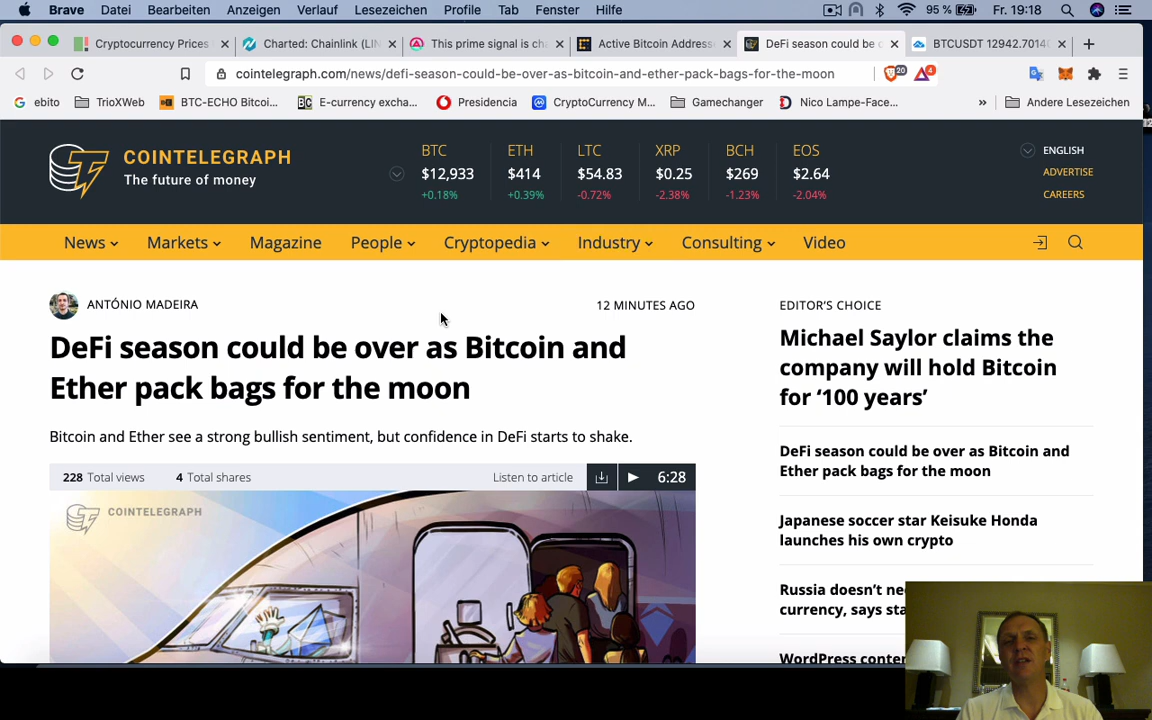 Brave Datei Bearbeiten Anzeigen Verlauf Lesezeichen Profile Tab Fenster Hilfe 95 % Fr. 19:18
Cryptocurrency Prices Charted: Chainlink (LIN This prime signal is ch Active Bitcoin Address DeFi season could be c BTCUSDT 12942.7014
cointelegraph.com/news/defi-season-could-be-over-as-bitcoin-and-ether-pack-bags-for-the-moon 20 4
ebito TrioXWeb BTC-ECHO Bitcoi... E-currency excha... Presidencia CryptoCurrency M... Gamechanger Nico Lampe-Face... » Andere Lesezeichen
COINTELEGRAPH
The future of money
BTC ETH LTC XRP BCH EOS
$12,933 $414 $54.83 $0.25 $269 $2.64
+0.18% +0.39% -0.72% -2.38% -1.23% -2.04%
ENGLISH
ADVERTISE
CAREERS
News Markets Magazine People Cryptopedia Industry Consulting Video
ANTÓNIO MADEIRA 12 MINUTES AGO
DeFi season could be over as Bitcoin and
Ether pack bags for the moon
Bitcoin and Ether see a strong bullish sentiment, but confidence in DeFi starts to shake.
228 Total views 4 Total shares Listen to article 6:28
COINTELEGRAPH
EDITOR'S CHOICE
Michael Saylor claims the
company will hold Bitcoin
for ‘100 years’
DeFi season could be over as Bitcoin and
Ether pack bags for the moon
Japanese soccer star Keisuke Honda
launches his own crypto
Russia doesn't ne
currency, says sta
WordPress conten